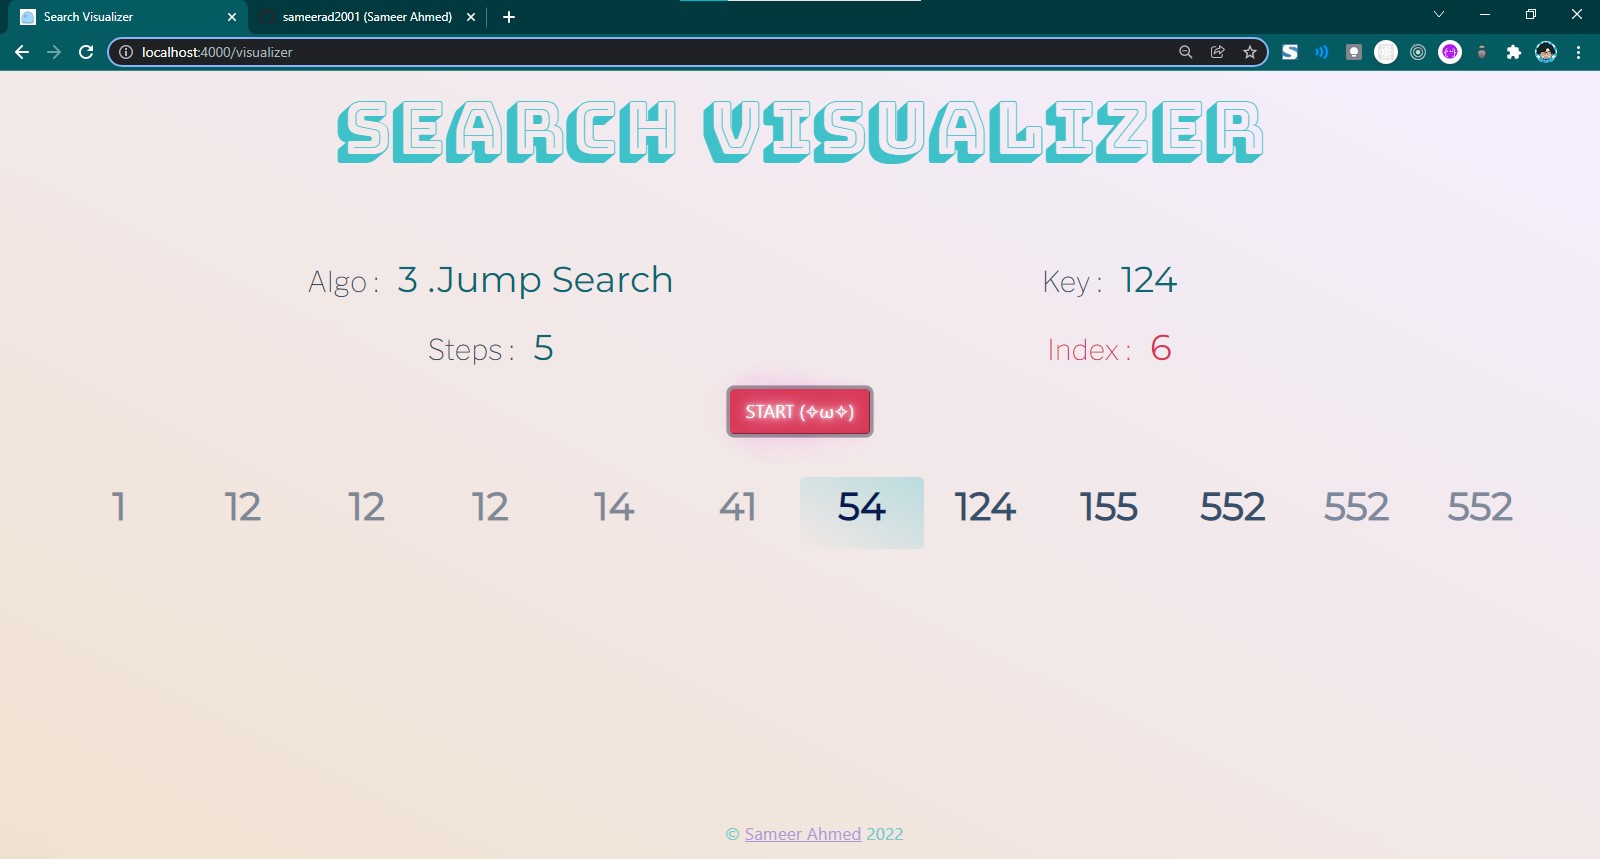 Search Visualizer
sameerad2001 (Sameer Ahmed)
localhost:4000/visualizer
SEARCH VISUALIZER
Algo : 3 .Jump Search
Key : 124
Steps : 5
Index : 6
START (✧ω✧)
1 12 12 12 14 41 54 124 155 552 552 552
© Sameer Ahmed 2022